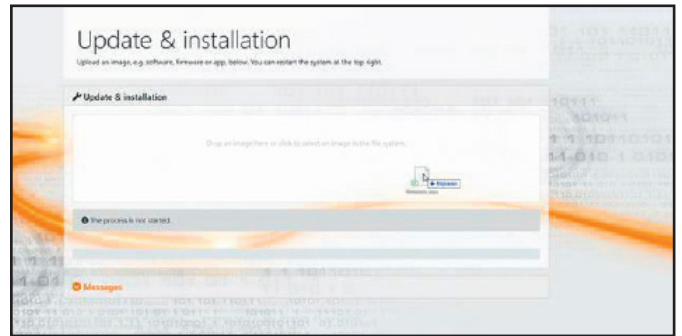 Update & installation
Upload an image, e.g. software, firmware or app, below. You can restart the system at the top right.
Update & installation
Drop an image here or click to select an image in the file system.
The process is not started.
Messages